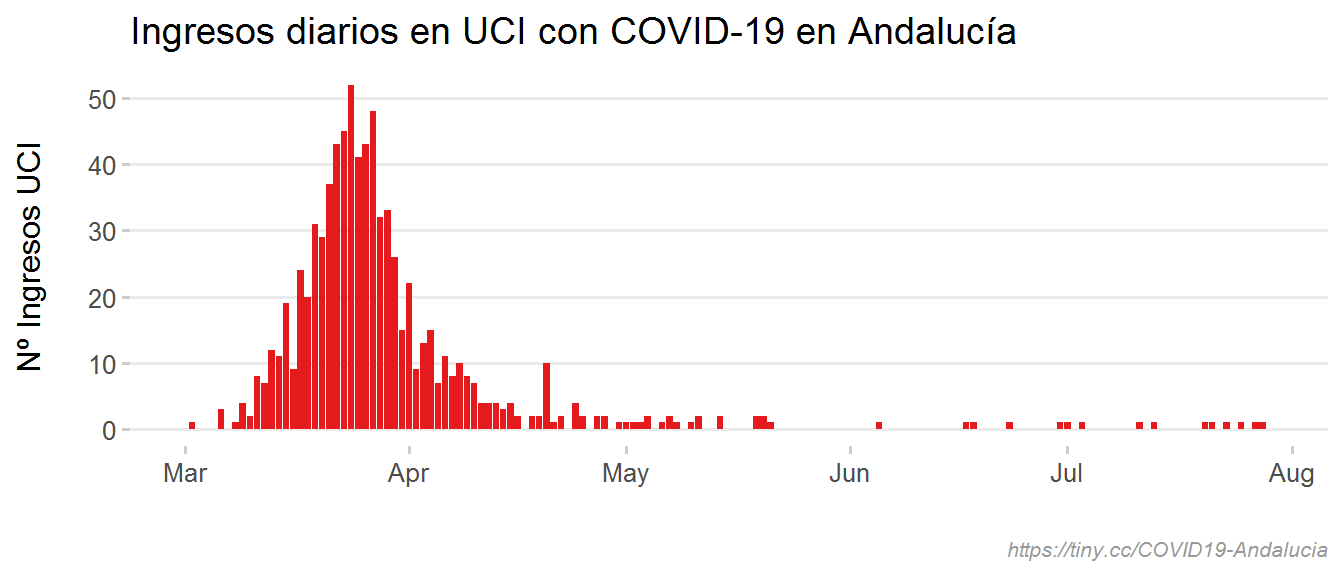 Ingresos diarios en UCI con COVID-19 en Andalucía
Nº Ingresos UCI
50
40
30
20
10
0
Mar Apr May Jun Jul Aug
https://tiny.cc/COVID19-Andalucia